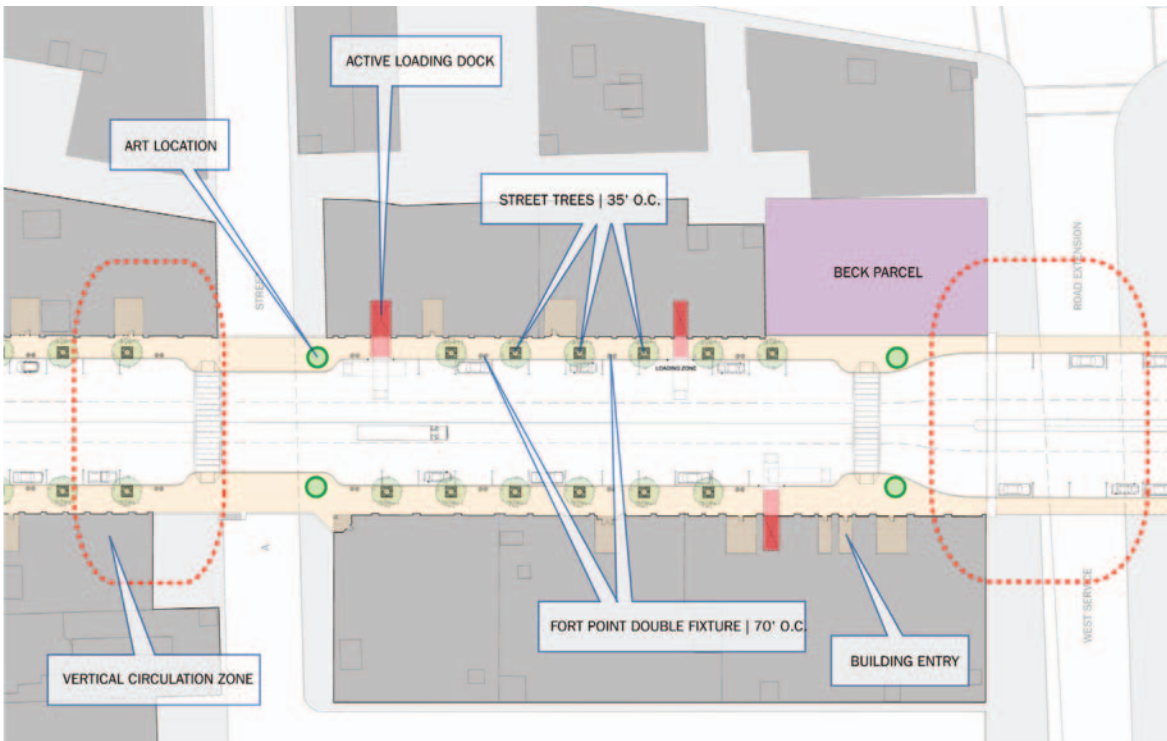 ACTIVE LOADING DOCK
ART LOCATION
STREET TREES | 35' O.C.
BECK PARCEL
ROAD EXTENSION
STREET
LOADING ZONE
A
WEST SERVICE
FORT POINT DOUBLE FIXTURE | 70' O.C.
BUILDING ENTRY
VERTICAL CIRCULATION ZONE